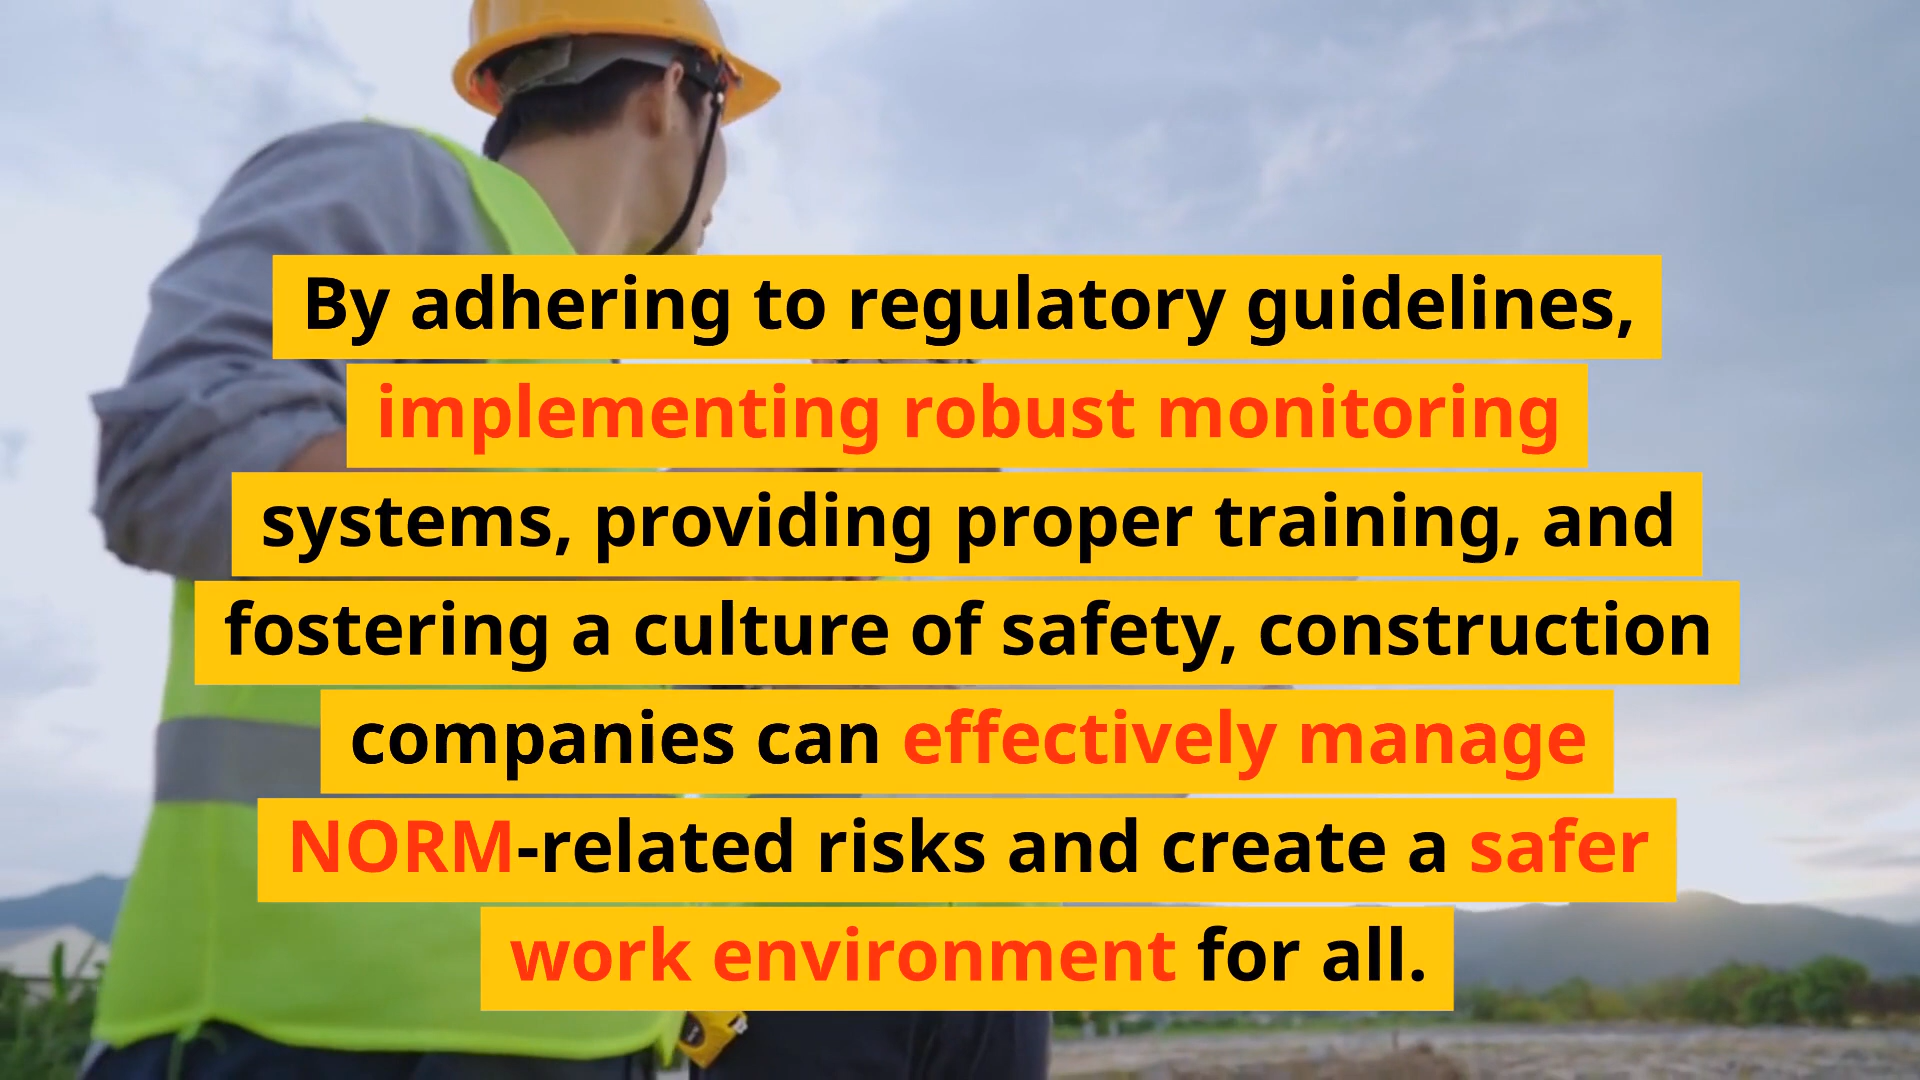 By adhering to regulatory guidelines,
implementing robust monitoring
systems, providing proper training, and
fostering a culture of safety, construction
companies can effectively manage
NORM-related risks and create a safer
work environment for all.